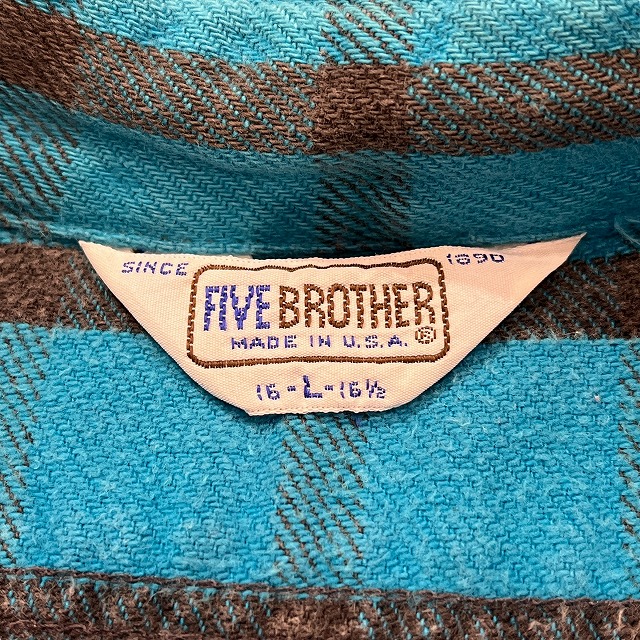 SINCE 1890
FIVE BROTHER ®
MADE IN U.S.A.
16-L-16½